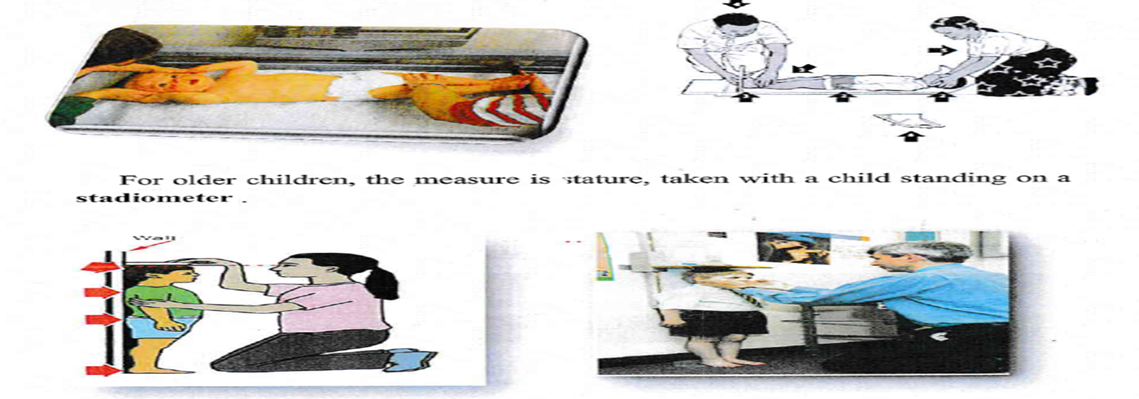 For older children, the measure is stature, taken with a child standing on a
stadiometer .
Wall